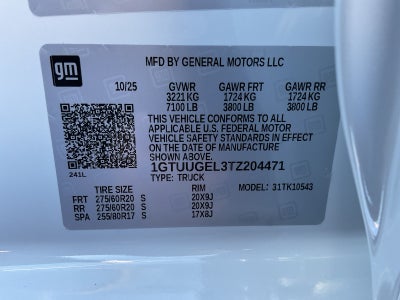 gm
MFD BY GENERAL MOTORS LLC
10/25 GVWR GAWR FRT GAWR RR
3221 KG 1724 KG 1724 KG
7100 LB 3800 LB 3800 LB
THIS VEHICLE CONFORMS TO ALL
APPLICABLE U.S. FEDERAL MOTOR
VEHICLE SAFETY STANDARDS IN EFFECT
ON THE DATE OF MANUFACTURE
SHOWN ABOVE.
241L
1GTUUGEL3TZ204471
TYPE: TRUCK
TIRE SIZE RIM MODEL: 31TK10543
FRT 275/60R20 S 20X9J
RR 275/60R20 S 20X9J
SPA 255/80R17 S 17X8J